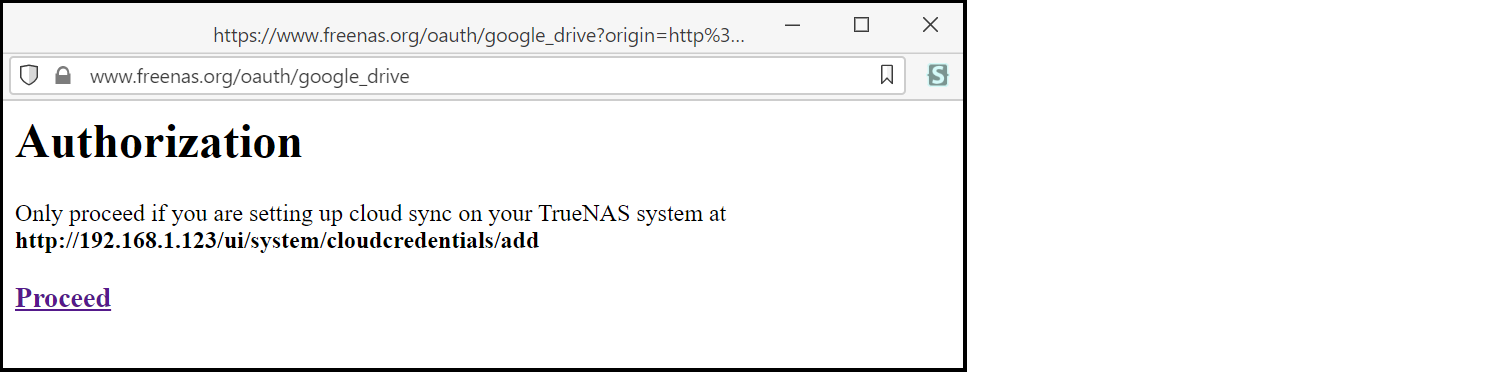 https://www.freenas.org/oauth/google_drive?origin=http%3...
www.freenas.org/oauth/google_drive
S
Authorization
Only proceed if you are setting up cloud sync on your TrueNAS system at
http://192.168.1.123/ui/system/cloudcredentials/add
Proceed